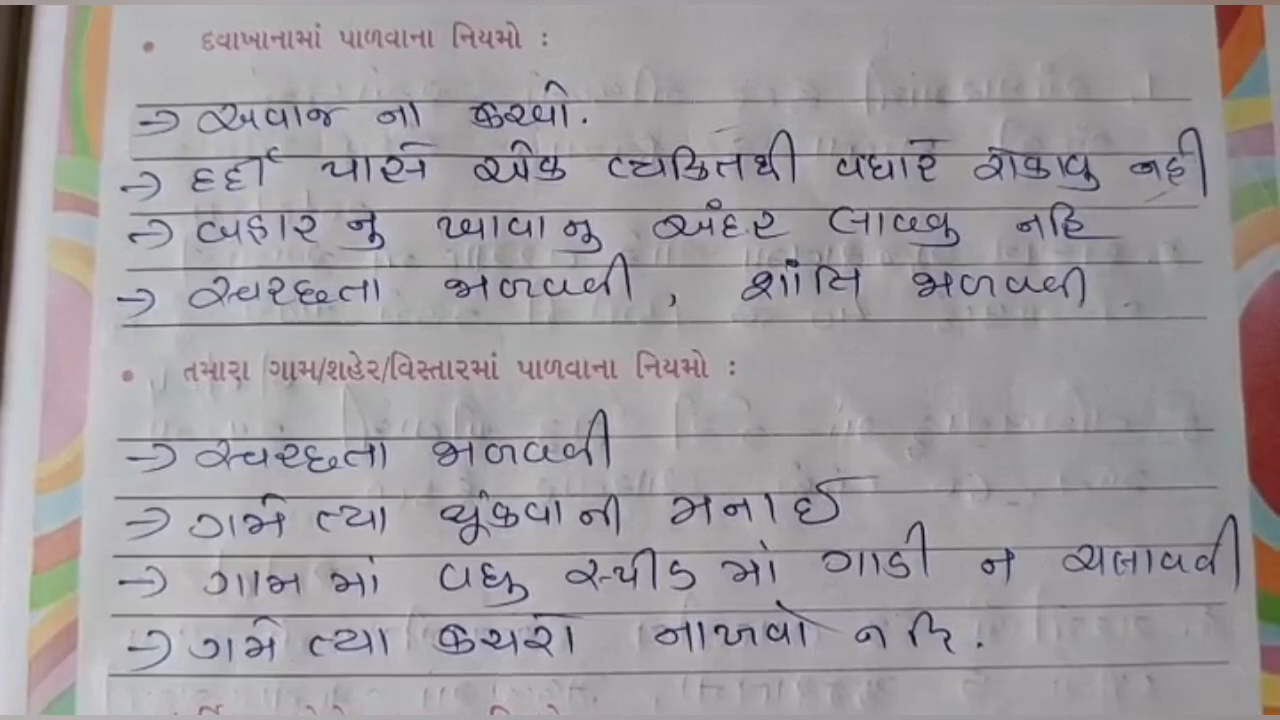 • દવાખાનામાં પાળવાના નિયમો :
→ અવાજ ના કરવો.
→ દર્દી પાસે એક વ્યકિતથી વધારે રોકાવુ નહી
→ બહાર નુ ખાવાનુ અંદર લાવવુ નહિ
→ સ્વચ્છતા જાળવવી, શાંતિ જાળવવી
• તમારા ગામ/શહેર/વિસ્તારમાં પાળવાના નિયમો :
→ સ્વચ્છતા જાળવવી
→ ગમે ત્યા થૂંકવાની મનાઈ
→ ગામ માં વધુ સ્પીડ માં ગાડી ન ચલાવવી
→ ગમે ત્યા કચરો નાખવો નહિ.